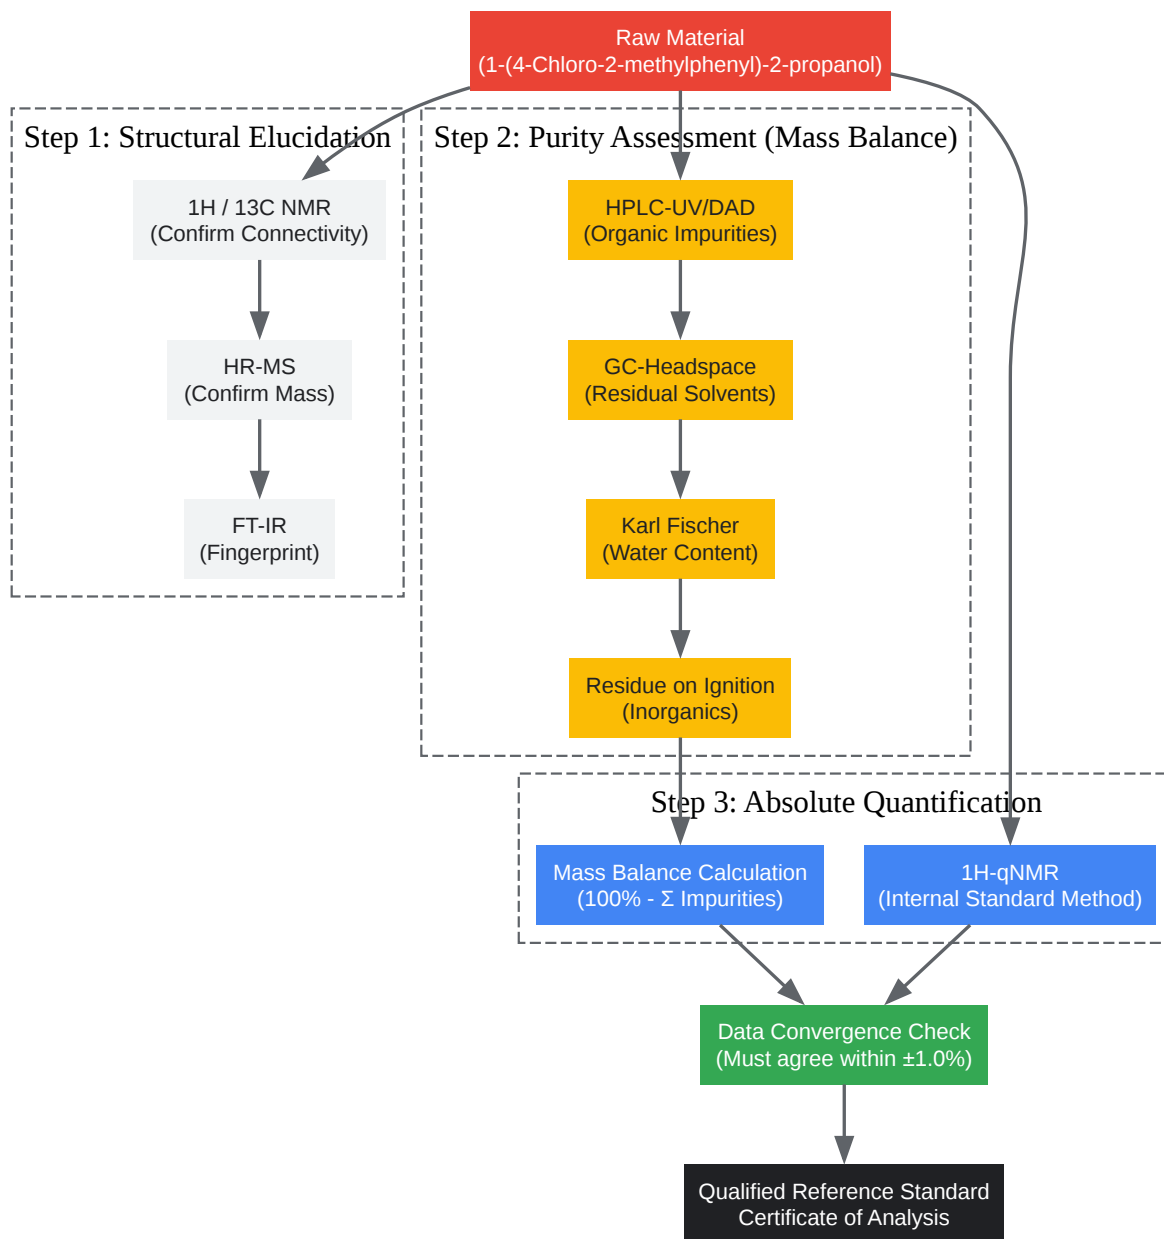 Raw Material
(1-(4-Chloro-2-methylphenyl)-2-propanol)
Step 1: Structural Elucidation
1H / 13C NMR
(Confirm Connectivity)
HR-MS
(Confirm Mass)
FT-IR
(Fingerprint)
Step 2: Purity Assessment (Mass Balance)
HPLC-UV/DAD
(Organic Impurities)
GC-Headspace
(Residual Solvents)
Karl Fischer
(Water Content)
Residue on Ignition
(Inorganics)
Step 3: Absolute Quantification
Mass Balance Calculation
(100% - Σ Impurities)
1H-qNMR
(Internal Standard Method)
Data Convergence Check
(Must agree within ±1.0%)
Qualified Reference Standard
Certificate of Analysis